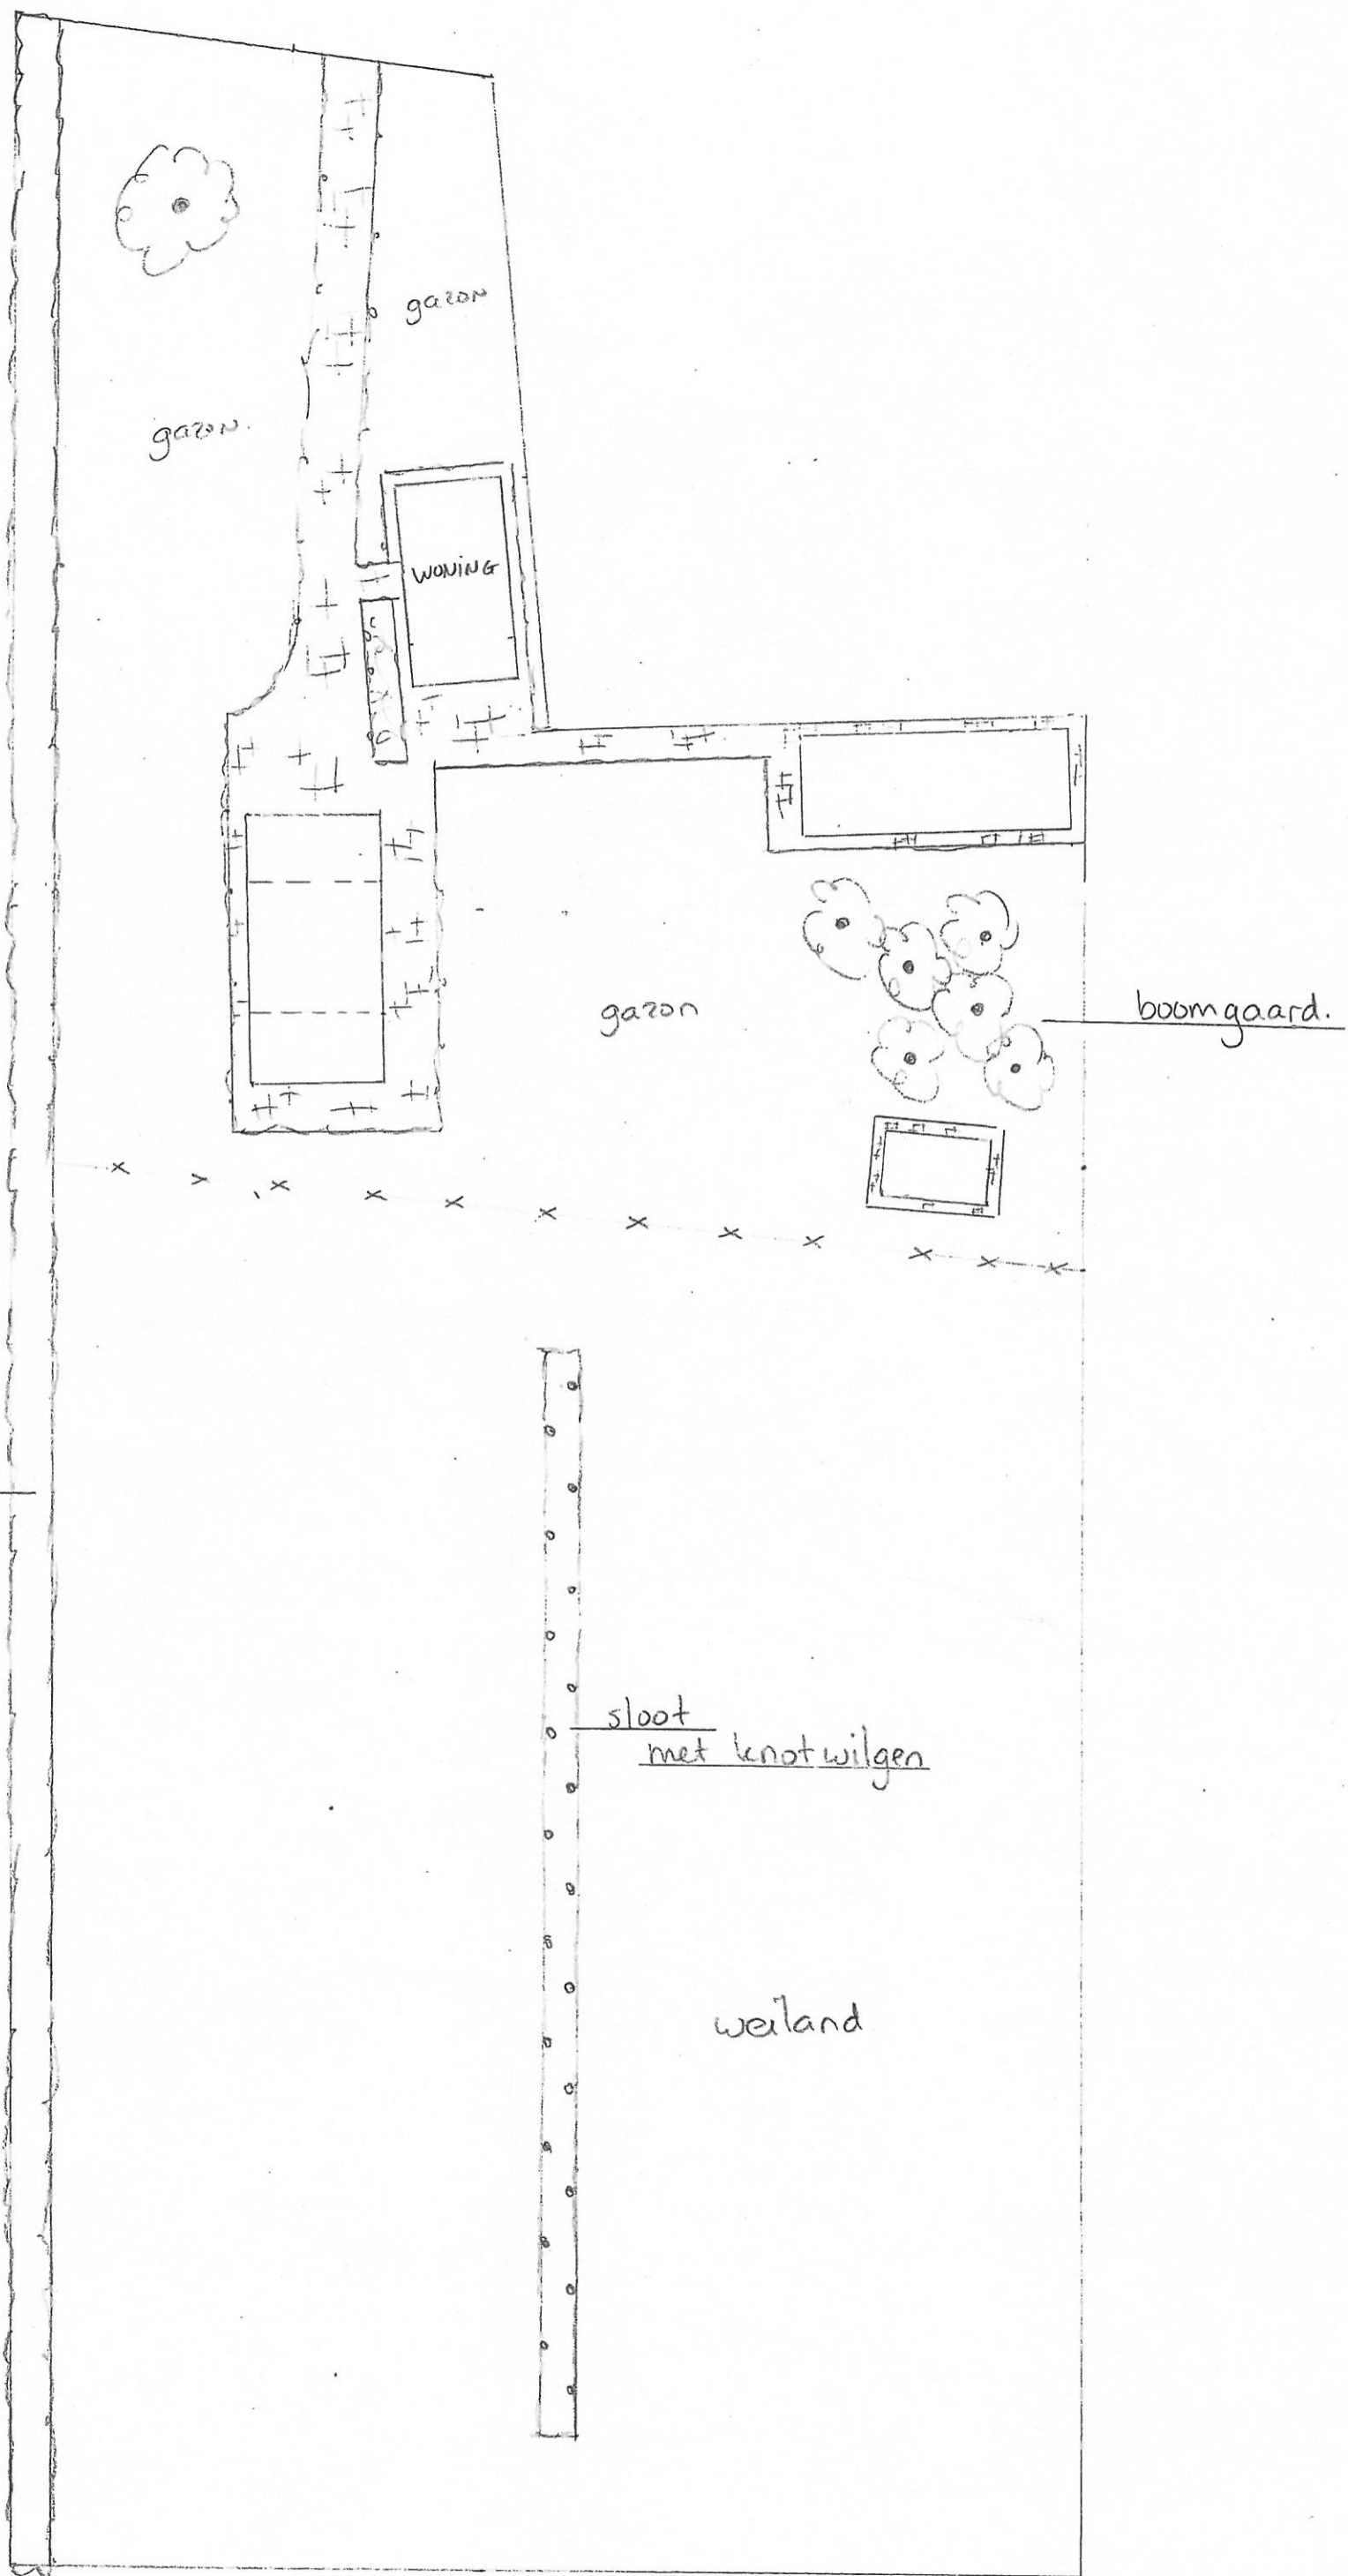 gazon
gazon.
WONING
gazon
boomgaard.
sloot
met knotwilgen
weiland